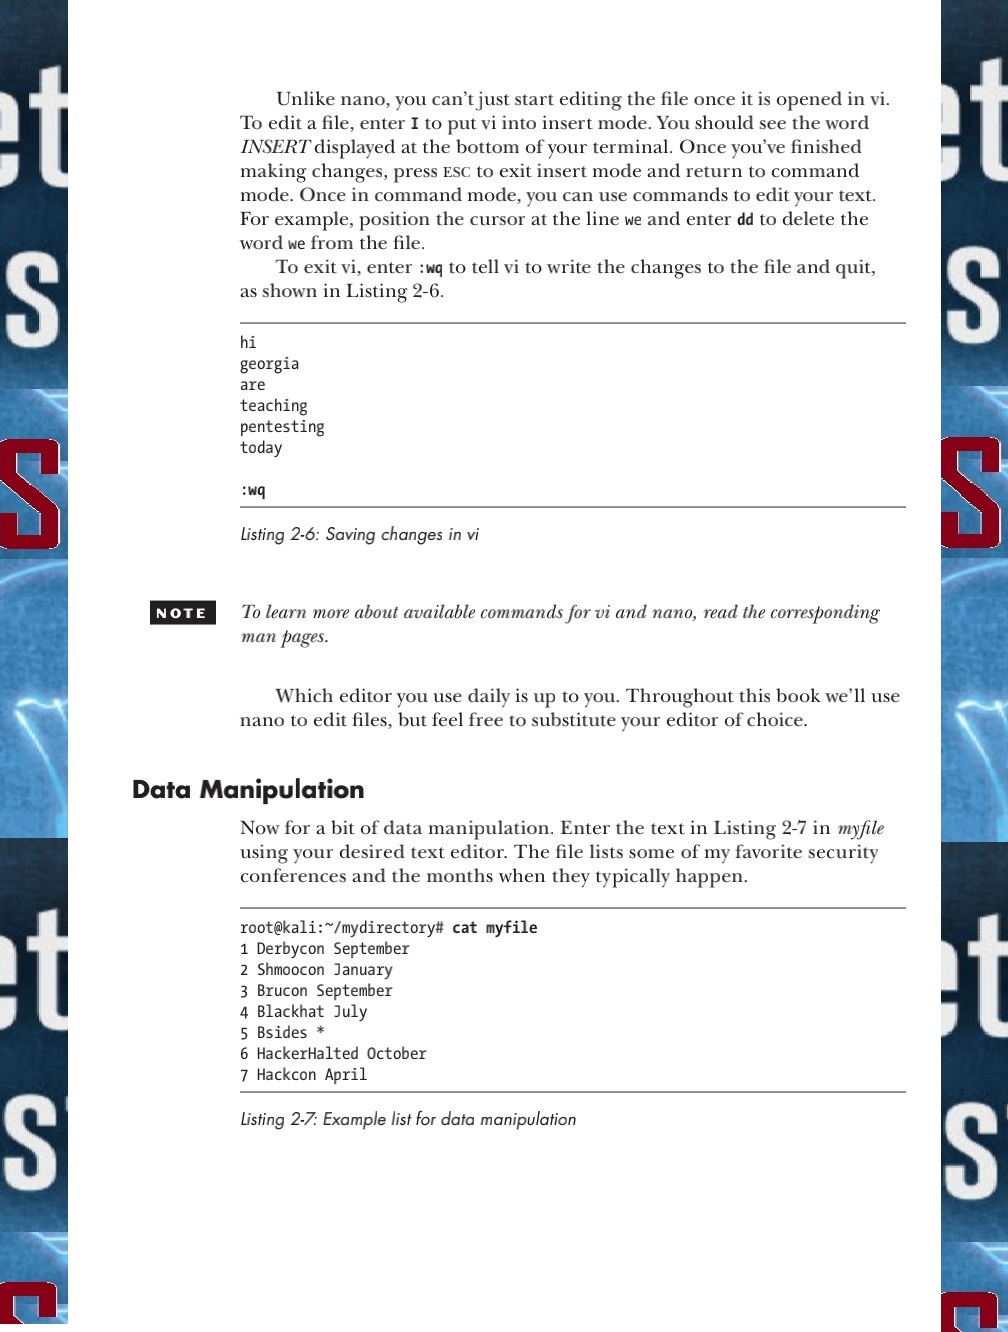 Unlike nano, you can't just start editing the file once it is opened in vi.
To edit a file, enter I to put vi into insert mode. You should see the word
INSERT displayed at the bottom of your terminal. Once you've finished
making changes, press ESC to exit insert mode and return to command
mode. Once in command mode, you can use commands to edit your text.
For example, position the cursor at the line we and enter dd to delete the
word we from the file.
To exit vi, enter :wq to tell vi to write the changes to the file and quit,
as shown in Listing 2-6.
hi
georgia
are
teaching
pentesting
today
:wq
Listing 2-6: Saving changes in vi
NOTE To learn more about available commands for vi and nano, read the corresponding
man pages.
Which editor you use daily is up to you. Throughout this book we'll use
nano to edit files, but feel free to substitute your editor of choice.
Data Manipulation
Now for a bit of data manipulation. Enter the text in Listing 2-7 in myfile
using your desired text editor. The file lists some of my favorite security
conferences and the months when they typically happen.
root@kali:~/mydirectory# cat myfile
1 Derbycon September
2 Shmoocon January
3 Brucon September
4 Blackhat July
5 Bsides *
6 HackerHalted October
7 Hackcon April
Listing 2-7: Example list for data manipulation